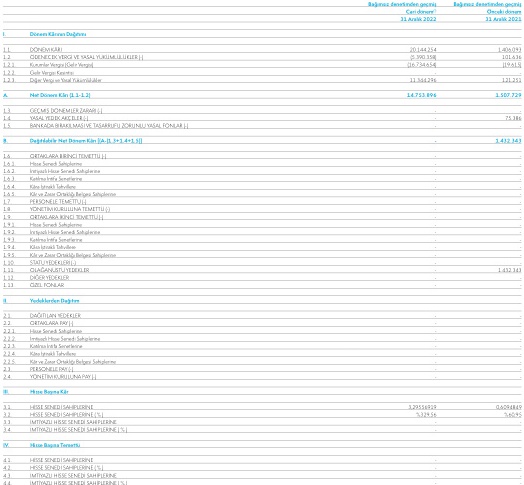 Bağımsız denetimden geçmiş Bağımsız denetimden geçmiş
Cari dönem Önceki dönem
31 Aralık 2022 31 Aralık 2021
I. Dönem Kârının Dağıtımı
1.1. DÖNEM KÂRI 20.144.254 1.406.093
1.2. ÖDENECEK VERGİ VE YASAL YÜKÜMLÜLÜKLER (-) (5.390.358) 101.636
1.2.1. Kurumlar Vergisi (Gelir Vergisi) (16.734.654) (19.615)
1.2.2. Gelir Vergisi Kesintisi - -
1.2.3. Diğer Vergi ve Yasal Yükümlülükler 11.344.296 121.251
A. Net Dönem Kârı (1.1-1.2) 14.753.896 1.507.729
1.3. GEÇMİŞ DÖNEMLER ZARARI (-) - -
1.4. YASAL YEDEK AKÇELER (-) - 75.386
1.5. BANKADA BIRAKILMASI VE TASARRUFU ZORUNLU YASAL FONLAR (-) - -
B. Dağıtılabilir Net Dönem Kârı [(A-(1.3+1.4+1.5)] - 1.432.343
1.6. ORTAKLARA BİRİNCİ TEMETTÜ (-) - -
1.6.1. Hisse Senedi Sahiplerine - -
1.6.2. İmtiyazlı Hisse Senedi Sahiplerine - -
1.6.3. Katılma İntifa Senetlerine - -
1.6.4. Kâra İştirakli Tahvillere - -
1.6.5. Kâr ve Zarar Ortaklığı Belgesi Sahiplerine - -
1.7. PERSONELE TEMETTÜ (-) - -
1.8. YÖNETİM KURULUNA TEMETTÜ (-) - -
1.9. ORTAKLARA İKİNCİ TEMETTÜ (-) - -
1.9.1. Hisse Senedi Sahiplerine - -
1.9.2. İmtiyazlı Hisse Senedi Sahiplerine - -
1.9.3. Katılma İntifa Senetlerine - -
1.9.4. Kâra İştirakli Tahvillere - -
1.9.5. Kâr ve Zarar Ortaklığı Belgesi Sahiplerine - -
1.10. STATÜ YEDEKLERİ (-) - -
1.11. OLAĞANÜSTÜ YEDEKLER - 1.432.343
1.12. DİĞER YEDEKLER - -
1.13. ÖZEL FONLAR - -
II. Yedeklerden Dağıtım
2.1. DAĞITILAN YEDEKLER - -
2.2. ORTAKLARA PAY (-) - -
2.2.1. Hisse Senedi Sahiplerine - -
2.2.2. İmtiyazlı Hisse Senedi Sahiplerine - -
2.2.3. Katılma İntifa Senetlerine - -
2.2.4. Kâra İştirakli Tahvillere - -
2.2.5. Kâr ve Zarar Ortaklığı Belgesi Sahiplerine - -
2.3. PERSONELE PAY (-) - -
2.4. YÖNETİM KURULUNA PAY (-) - -
III. Hisse Başına Kâr
3.1. HİSSE SENEDİ SAHİPLERİNE 3,29556919 0,6094849
3.2. HİSSE SENEDİ SAHİPLERİNE ( % ) %329,56 %60,95
3.3. İMTİYAZLI HİSSE SENEDİ SAHİPLERİNE - -
3.4. İMTİYAZLI HİSSE SENEDİ SAHİPLERİNE ( % ) - -
IV. Hisse Başına Temettü
4.1. HİSSE SENEDİ SAHİPLERİNE - -
4.2. HİSSE SENEDİ SAHİPLERİNE ( % ) - -
4.3. İMTİYAZLI HİSSE SENEDİ SAHİPLERİNE - -
4.4. İMTİYAZLI HİSSE SENEDİ SAHİPLERİNE ( % ) - -